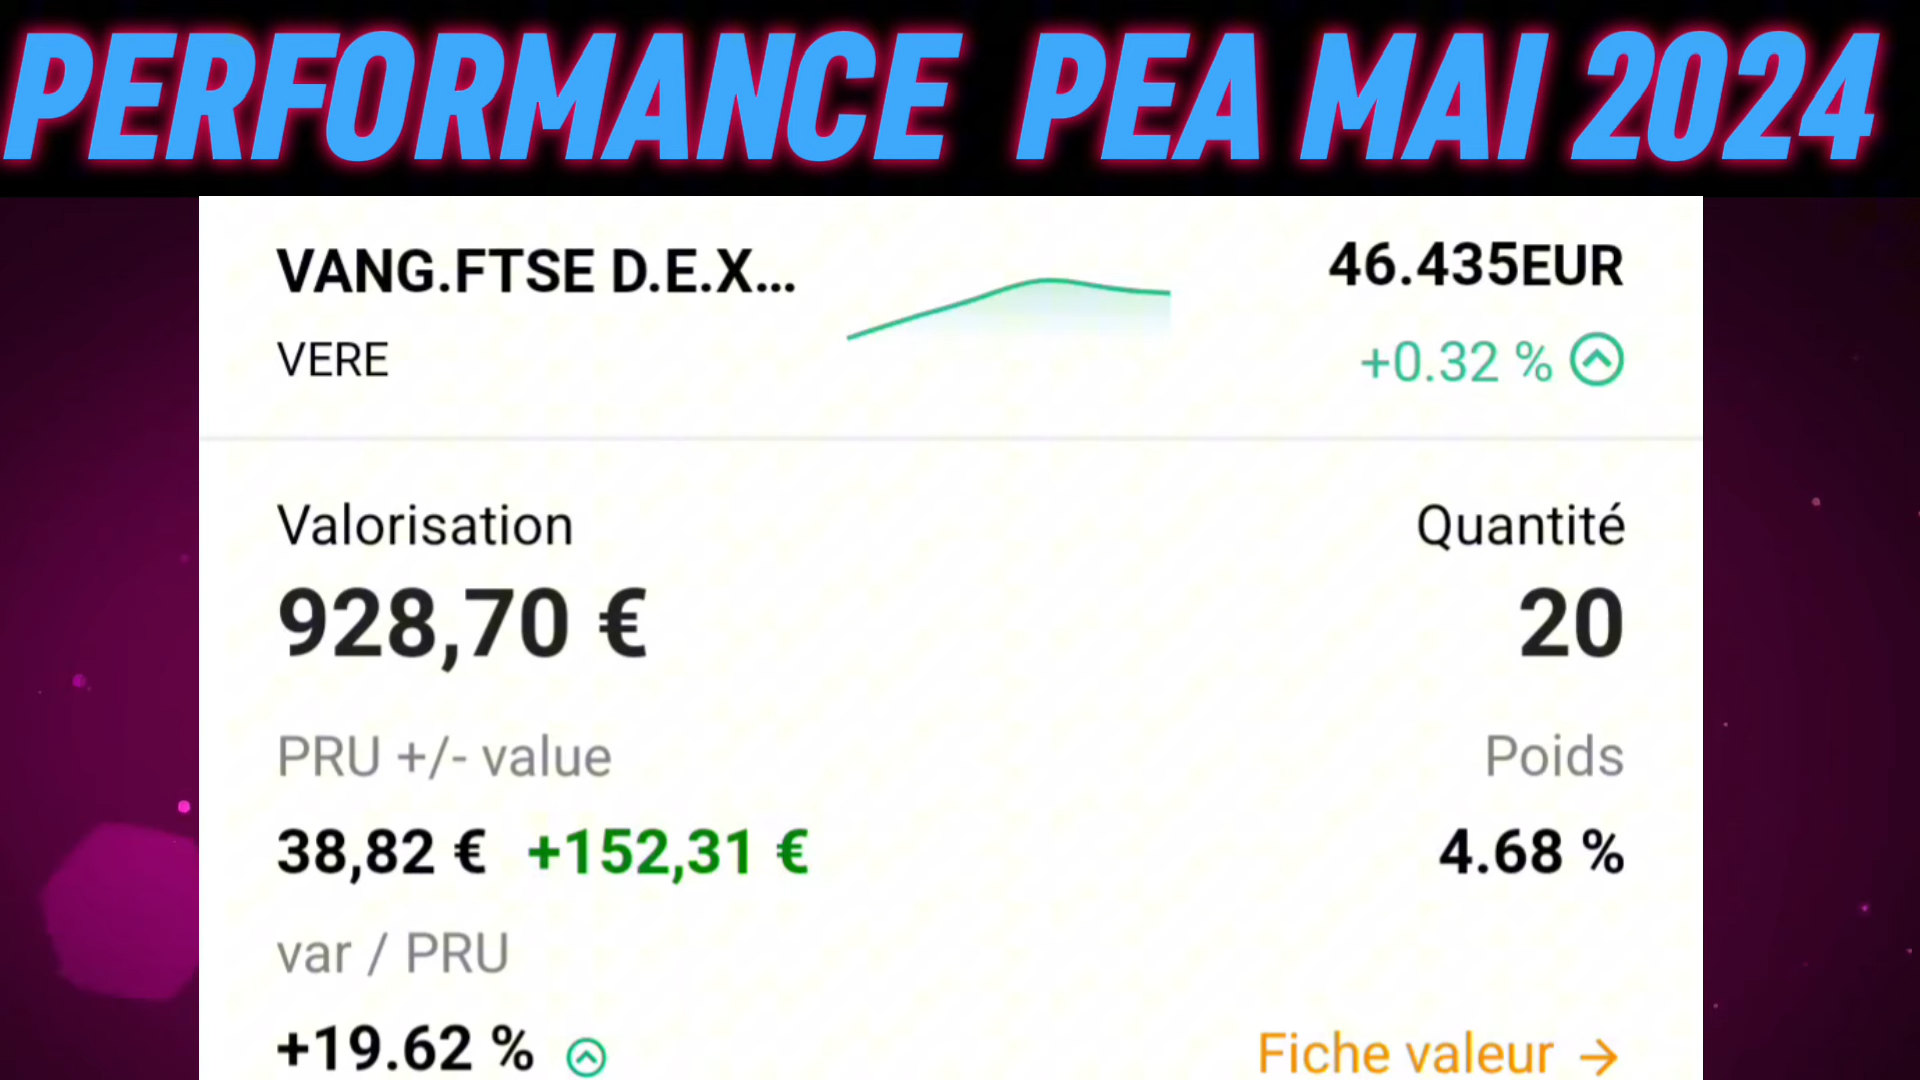 PERFORMANCE PEA MAI 2024
VANG.FTSE D.E.X...
46.435EUR
VERE
+0.32 %
Valorisation
Quantité
928,70 €
20
PRU +/- value
Poids
38,82 € +152,31 €
4.68 %
var / PRU
+19.62 %
Fiche valeur →